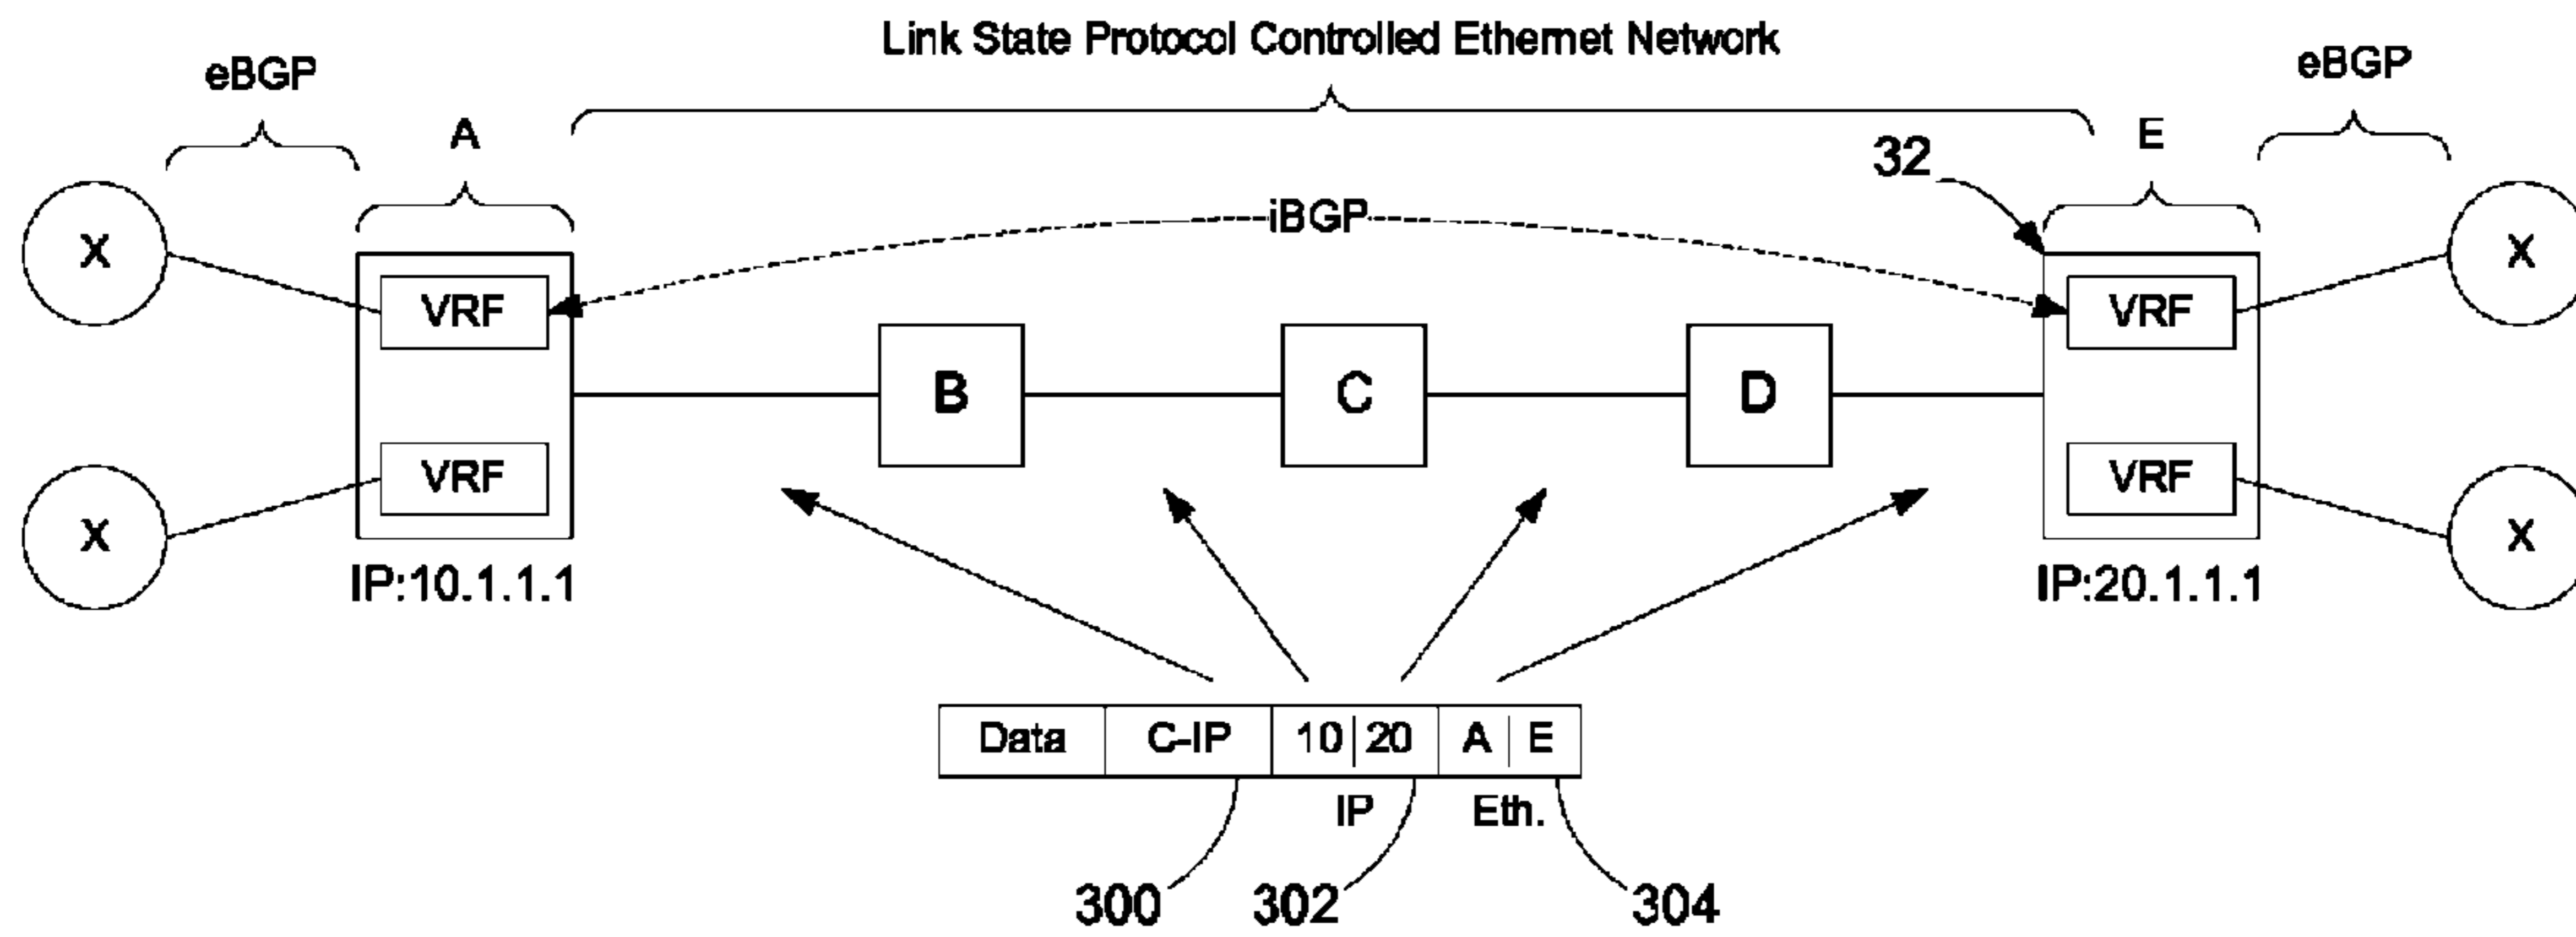 Link State Protocol Controlled Ethernet Network
eBGP
eBGP
A
E
32
iBGP
X
X
VRF
VRF
B
C
D
VRF
VRF
X
X
IP:10.1.1.1
IP:20.1.1.1
Data C-IP 10 20 A E
IP Eth.
300 302 304